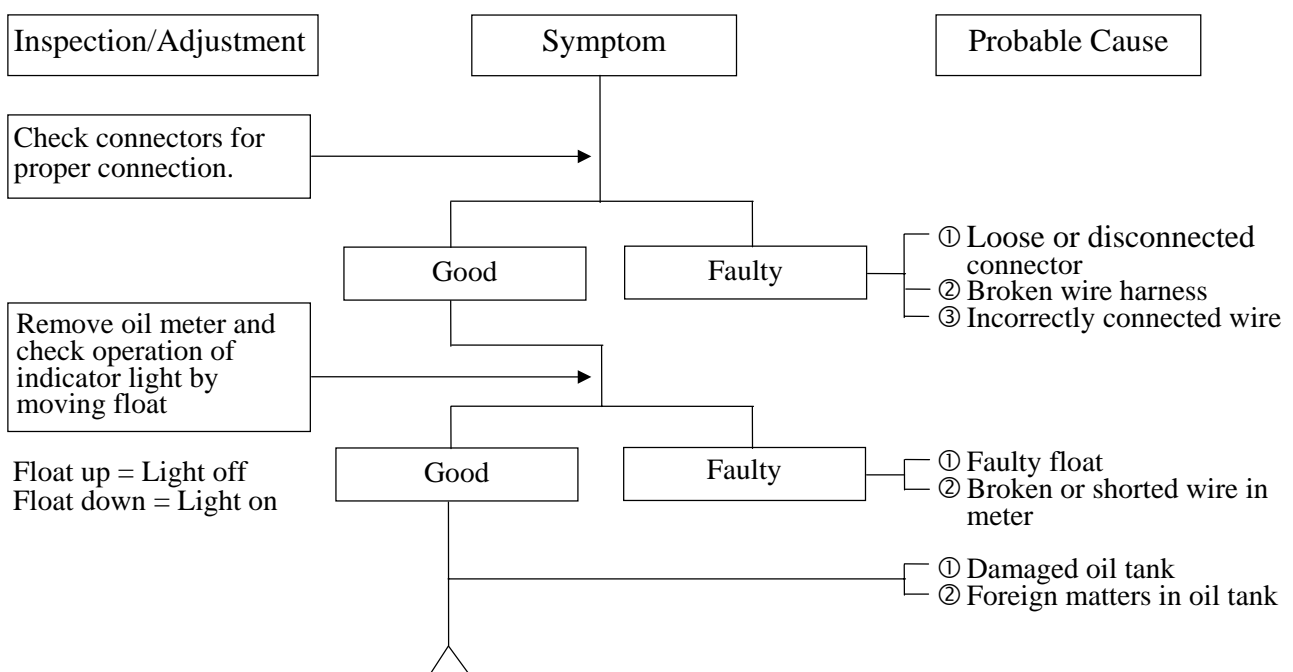 Inspection/Adjustment
Symptom
Probable Cause
Check connectors for
proper connection.
Good
Faulty
① Loose or disconnected
connector
② Broken wire harness
③ Incorrectly connected wire
Remove oil meter and
check operation of
indicator light by
moving float
Float up = Light off
Float down = Light on
Good
Faulty
① Faulty float
② Broken or shorted wire in
meter
① Damaged oil tank
② Foreign matters in oil tank